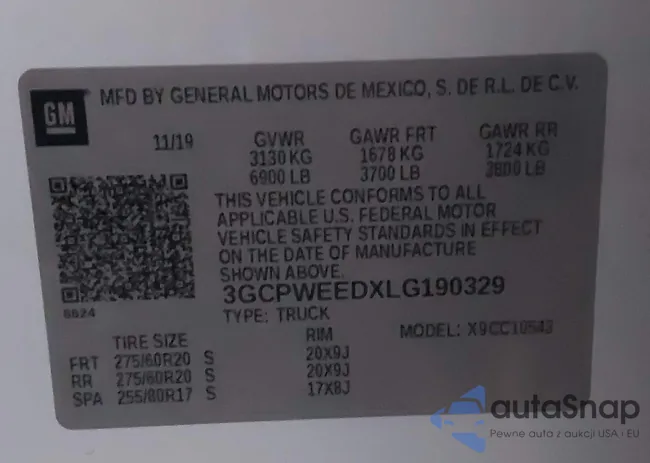 GM
MFD BY GENERAL MOTORS DE MEXICO, S. DE R.L. DE C.V.
11/19 GVWR GAWR FRT GAWR RR
3130 KG 1678 KG 1724 KG
6900 LB 3700 LB 3800 LB
THIS VEHICLE CONFORMS TO ALL
APPLICABLE U.S. FEDERAL MOTOR
VEHICLE SAFETY STANDARDS IN EFFECT
ON THE DATE OF MANUFACTURE
SHOWN ABOVE.
3GCPWEEDXLG190329
6624
TYPE: TRUCK MODEL: X9CC10543
TIRE SIZE RIM
FRT 275/60R20 S 20X9J
RR 275/60R20 S 20X9J
SPA 255/80R17 S 17X8J
autaSnap
Pewne auta z aukcji USA i EU